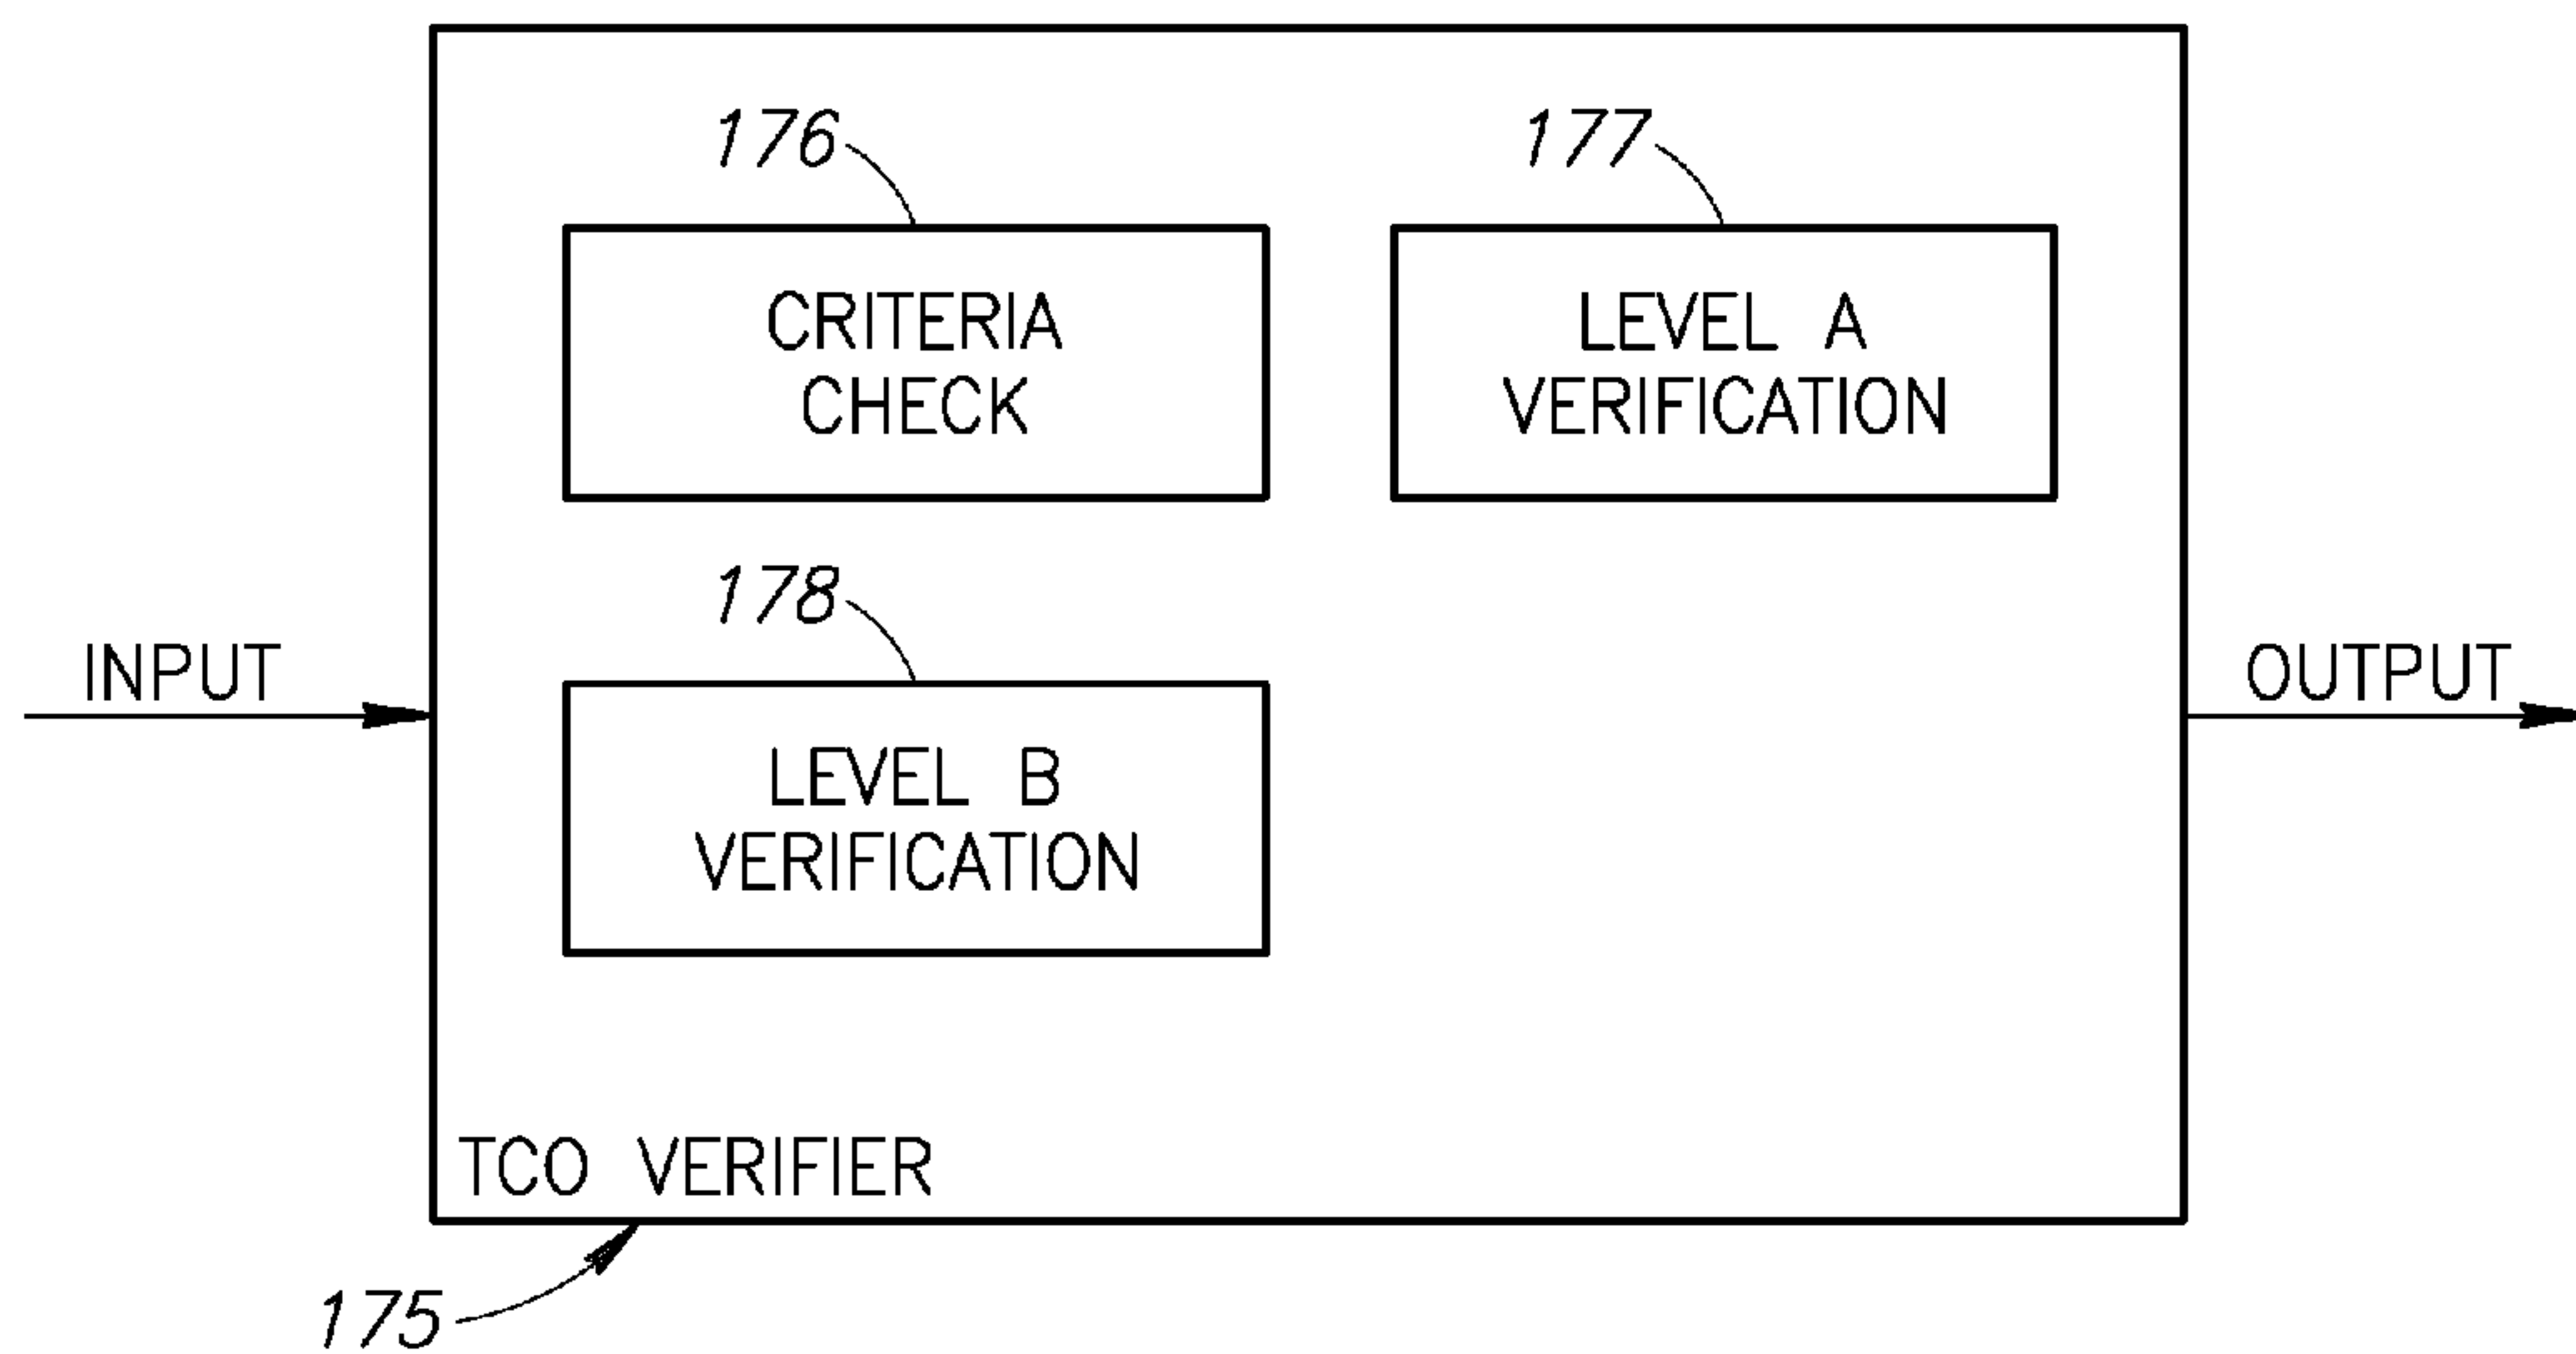 176
177
CRITERIA
CHECK
LEVEL A
VERIFICATION
178
INPUT
LEVEL B
VERIFICATION
OUTPUT
TCO VERIFIER
175